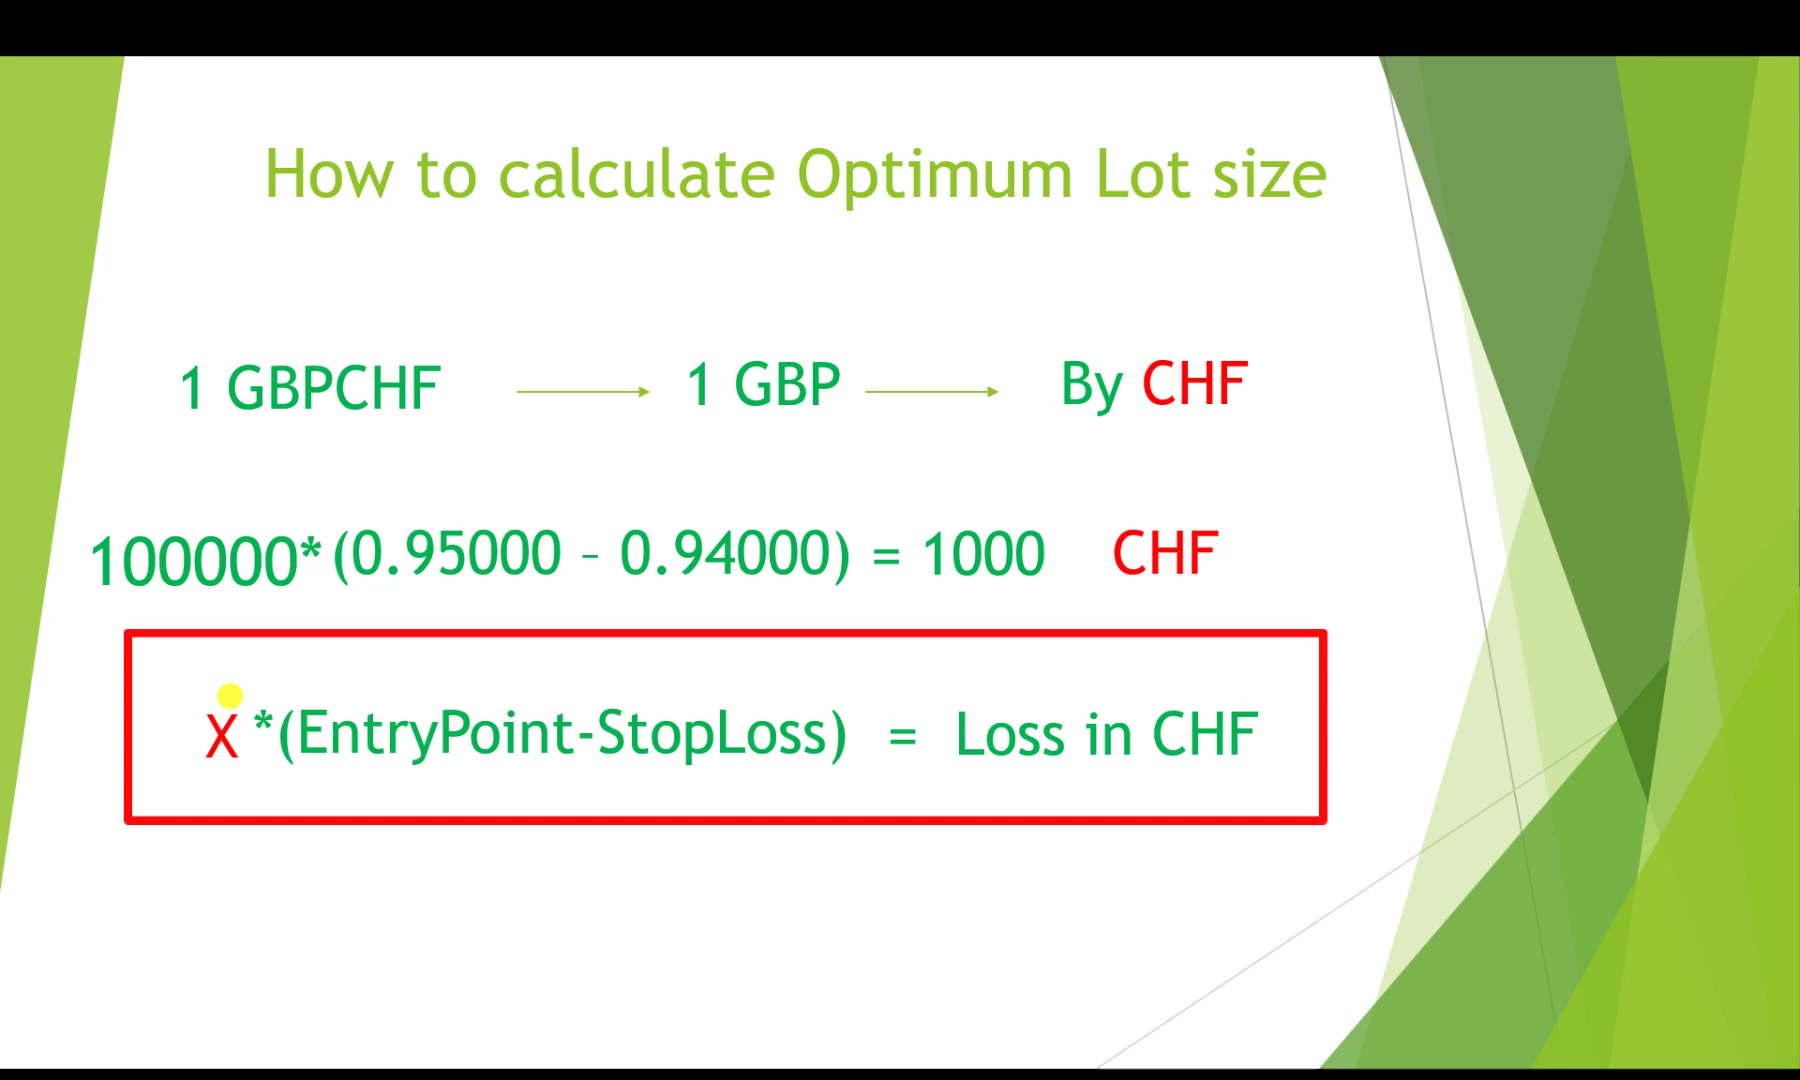 How to calculate Optimum Lot size
1 GBPCHF 1 GBP By CHF
100000*(0.95000 – 0.94000) = 1000 CHF
X *(EntryPoint-StopLoss) = Loss in CHF